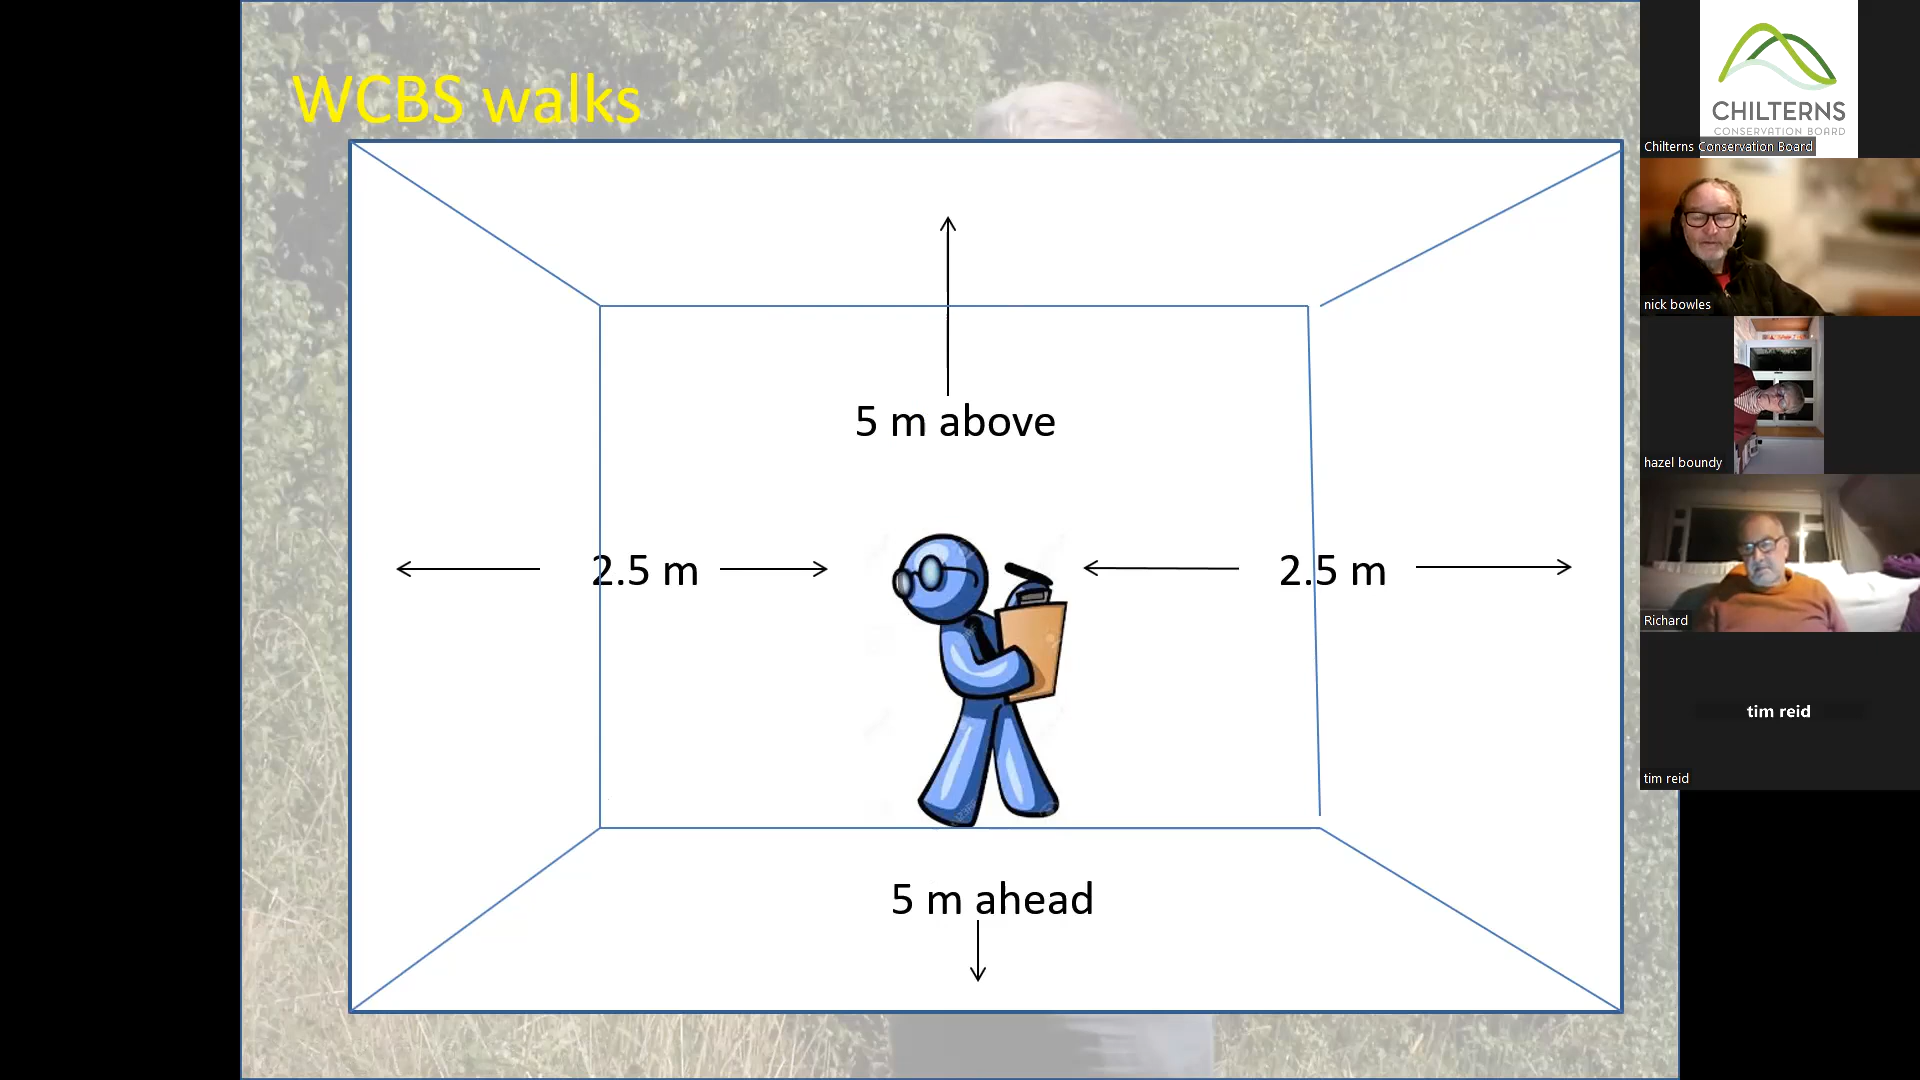 WCBS walks
5 m above
2.5 m
2.5 m
5 m ahead
CHILTERNS
CONSERVATION BOARD
Chilterns Conservation Board
nick bowles
hazel boundy
Richard
tim reid
tim reid